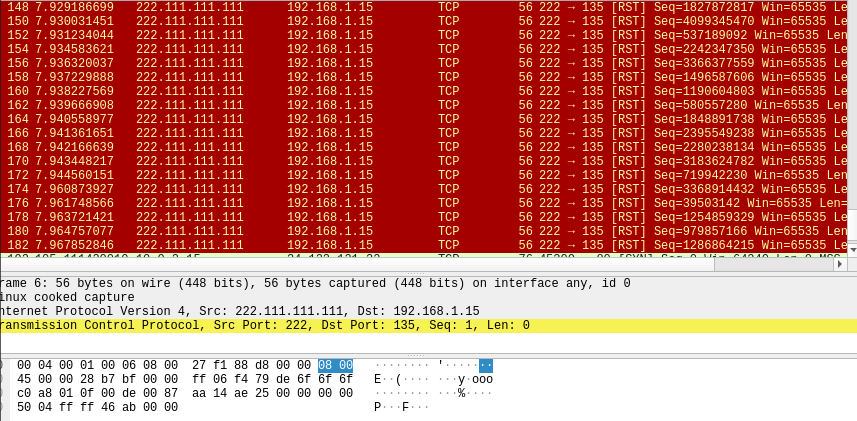 148 7.929186699 222.111.111.111 192.168.1.15 TCP 56 222 → 135 [RST] Seq=1827872817 Win=65535 Le
150 7.930031451 222.111.111.111 192.168.1.15 TCP 56 222 → 135 [RST] Seq=4099345470 Win=65535 Le
152 7.931234044 222.111.111.111 192.168.1.15 TCP 56 222 → 135 [RST] Seq=537189092 Win=65535 Len
154 7.934583621 222.111.111.111 192.168.1.15 TCP 56 222 → 135 [RST] Seq=2242347350 Win=65535 Le
156 7.936320037 222.111.111.111 192.168.1.15 TCP 56 222 → 135 [RST] Seq=3366377559 Win=65535 Le
158 7.937229888 222.111.111.111 192.168.1.15 TCP 56 222 → 135 [RST] Seq=1496587606 Win=65535 Le
160 7.938227569 222.111.111.111 192.168.1.15 TCP 56 222 → 135 [RST] Seq=1190604803 Win=65535 Le
162 7.939666908 222.111.111.111 192.168.1.15 TCP 56 222 → 135 [RST] Seq=580557280 Win=65535 Len
164 7.940558977 222.111.111.111 192.168.1.15 TCP 56 222 → 135 [RST] Seq=1848891738 Win=65535 Le
166 7.941361651 222.111.111.111 192.168.1.15 TCP 56 222 → 135 [RST] Seq=2395549238 Win=65535 Le
168 7.942166639 222.111.111.111 192.168.1.15 TCP 56 222 → 135 [RST] Seq=2280238134 Win=65535 Le
170 7.943448217 222.111.111.111 192.168.1.15 TCP 56 222 → 135 [RST] Seq=3183624782 Win=65535 Le
172 7.944560151 222.111.111.111 192.168.1.15 TCP 56 222 → 135 [RST] Seq=719942230 Win=65535 Len
174 7.960873927 222.111.111.111 192.168.1.15 TCP 56 222 → 135 [RST] Seq=3368914432 Win=65535 Le
176 7.961748566 222.111.111.111 192.168.1.15 TCP 56 222 → 135 [RST] Seq=39503142 Win=65535 Len=
178 7.963721421 222.111.111.111 192.168.1.15 TCP 56 222 → 135 [RST] Seq=1254859329 Win=65535 Le
180 7.964757077 222.111.111.111 192.168.1.15 TCP 56 222 → 135 [RST] Seq=979857166 Win=65535 Len
182 7.967852846 222.111.111.111 192.168.1.15 TCP 56 222 → 135 [RST] Seq=1286864215 Win=65535 Le
rame 6: 56 bytes on wire (448 bits), 56 bytes captured (448 bits) on interface any, id 0
inux cooked capture
nternet Protocol Version 4, Src: 222.111.111.111, Dst: 192.168.1.15
ransmission Control Protocol, Src Port: 222, Dst Port: 135, Seq: 1, Len: 0
00 04 00 01 00 06 08 00 27 f1 88 d8 00 00 08 00 ········ '·······
45 00 00 28 b7 bf 00 00 ff 06 f4 79 de 6f 6f 6f E··(···· ···y·ooo
c0 a8 01 0f 00 de 00 87 aa 14 ae 25 00 00 00 00 ········ ···%····
50 04 ff ff 46 ab 00 00 P···F···